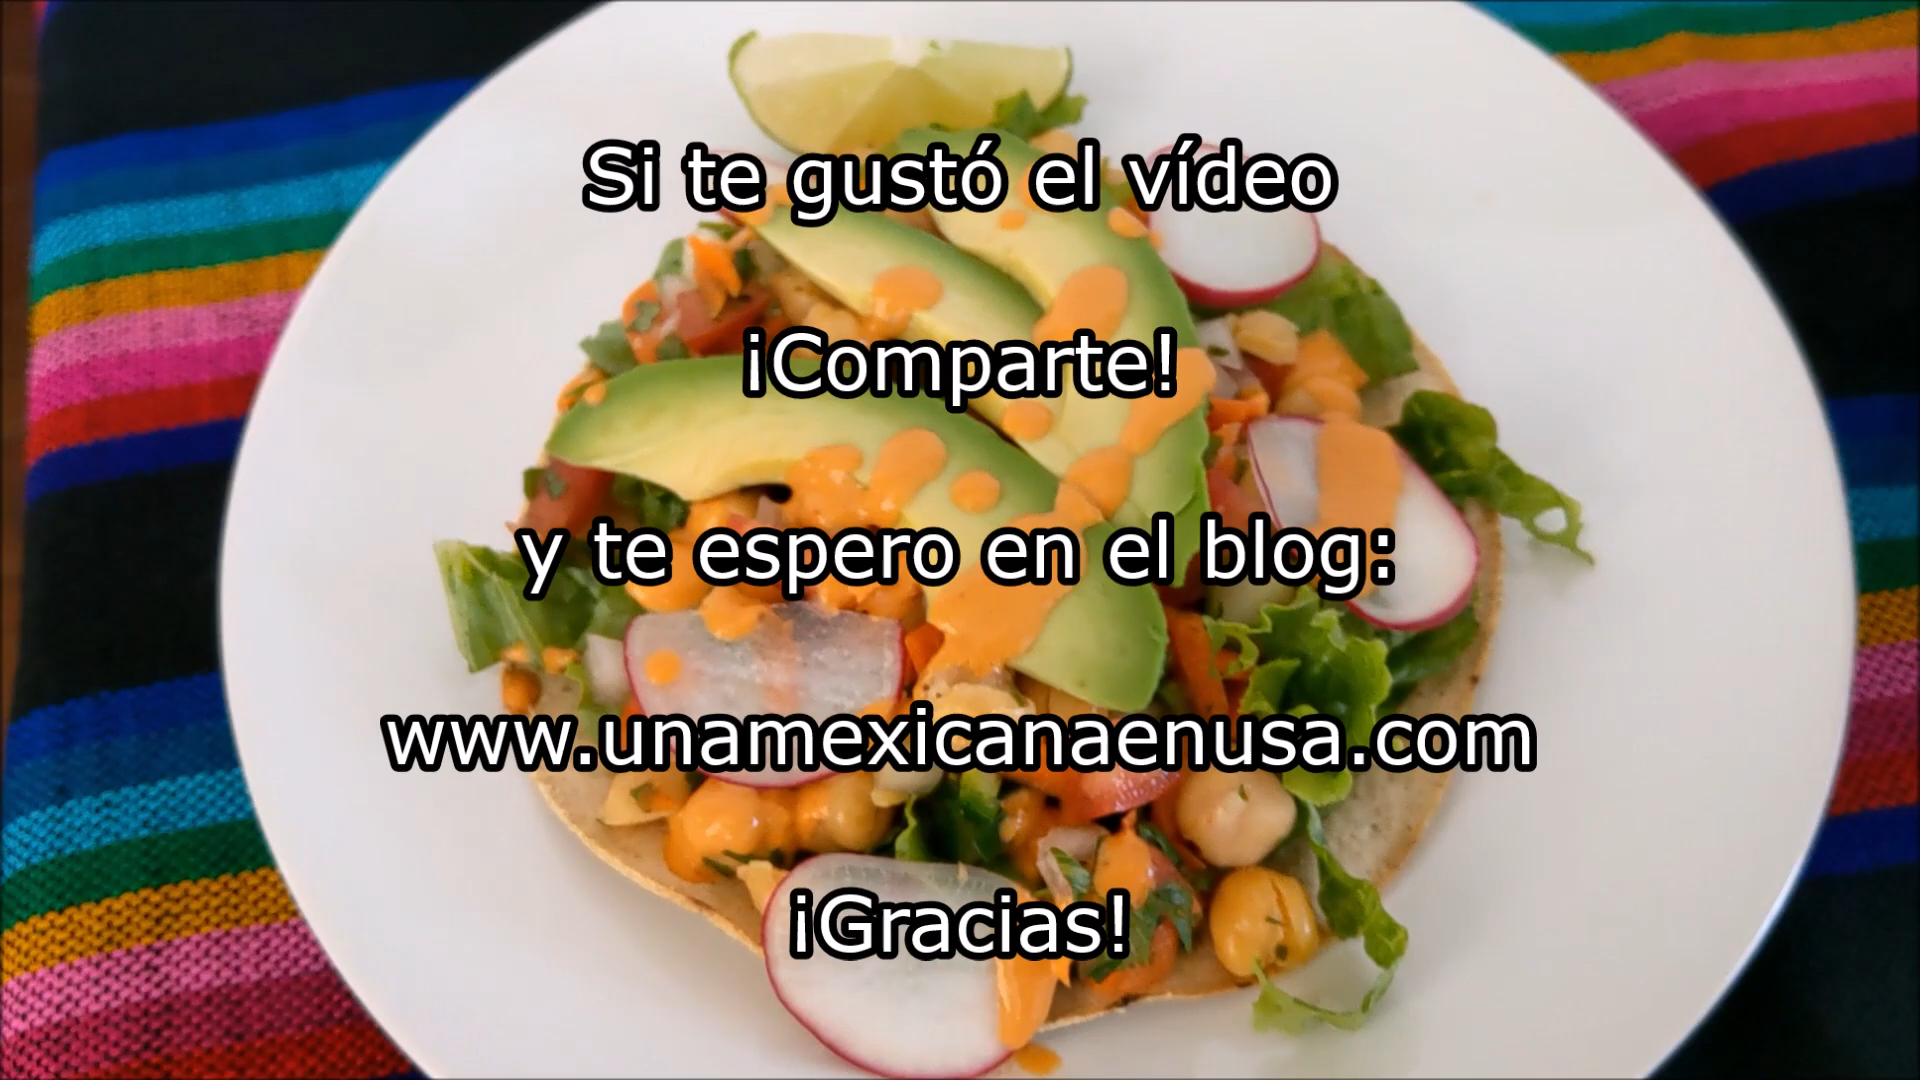 Si te gustó el vídeo
¡Comparte!
y te espero en el blog:
www.unamexicanaenusa.com
¡Gracias!